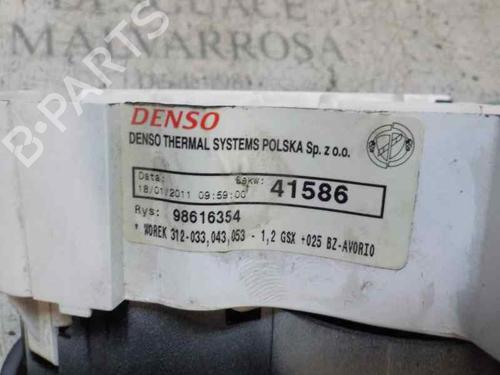 DESGUACE
MALVARROSA
B-PARTS
DENSO
DENSO THERMAL SYSTEMS POLSKA Sp. z o.o.
Data:
18/01/2011 09:59:00
41586
Rys: 98616354
* WOREK 312-033,043,053 - 1,2 GSX +025 BZ-AVORIO